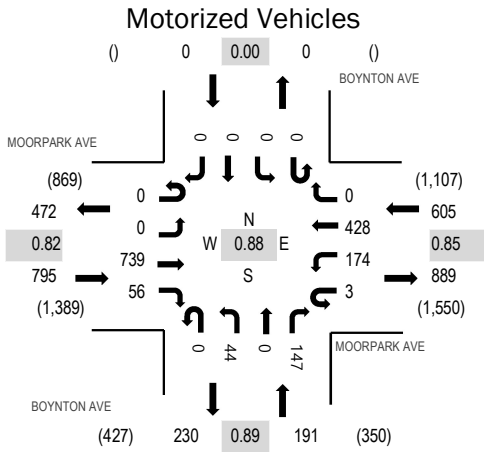 Motorized Vehicles
() 0 0.00 0 ()
BOYNTON AVE
0 0 0 0
MOORPARK AVE
(869) 0 0 (1,107)
472 0 N 428 605
0.82 W 0.88 E 0.85
739 174
795 S 889
56 3
(1,389) (1,550)
0 44 0 147
MOORPARK AVE
BOYNTON AVE
(427) 230 0.89 191 (350)